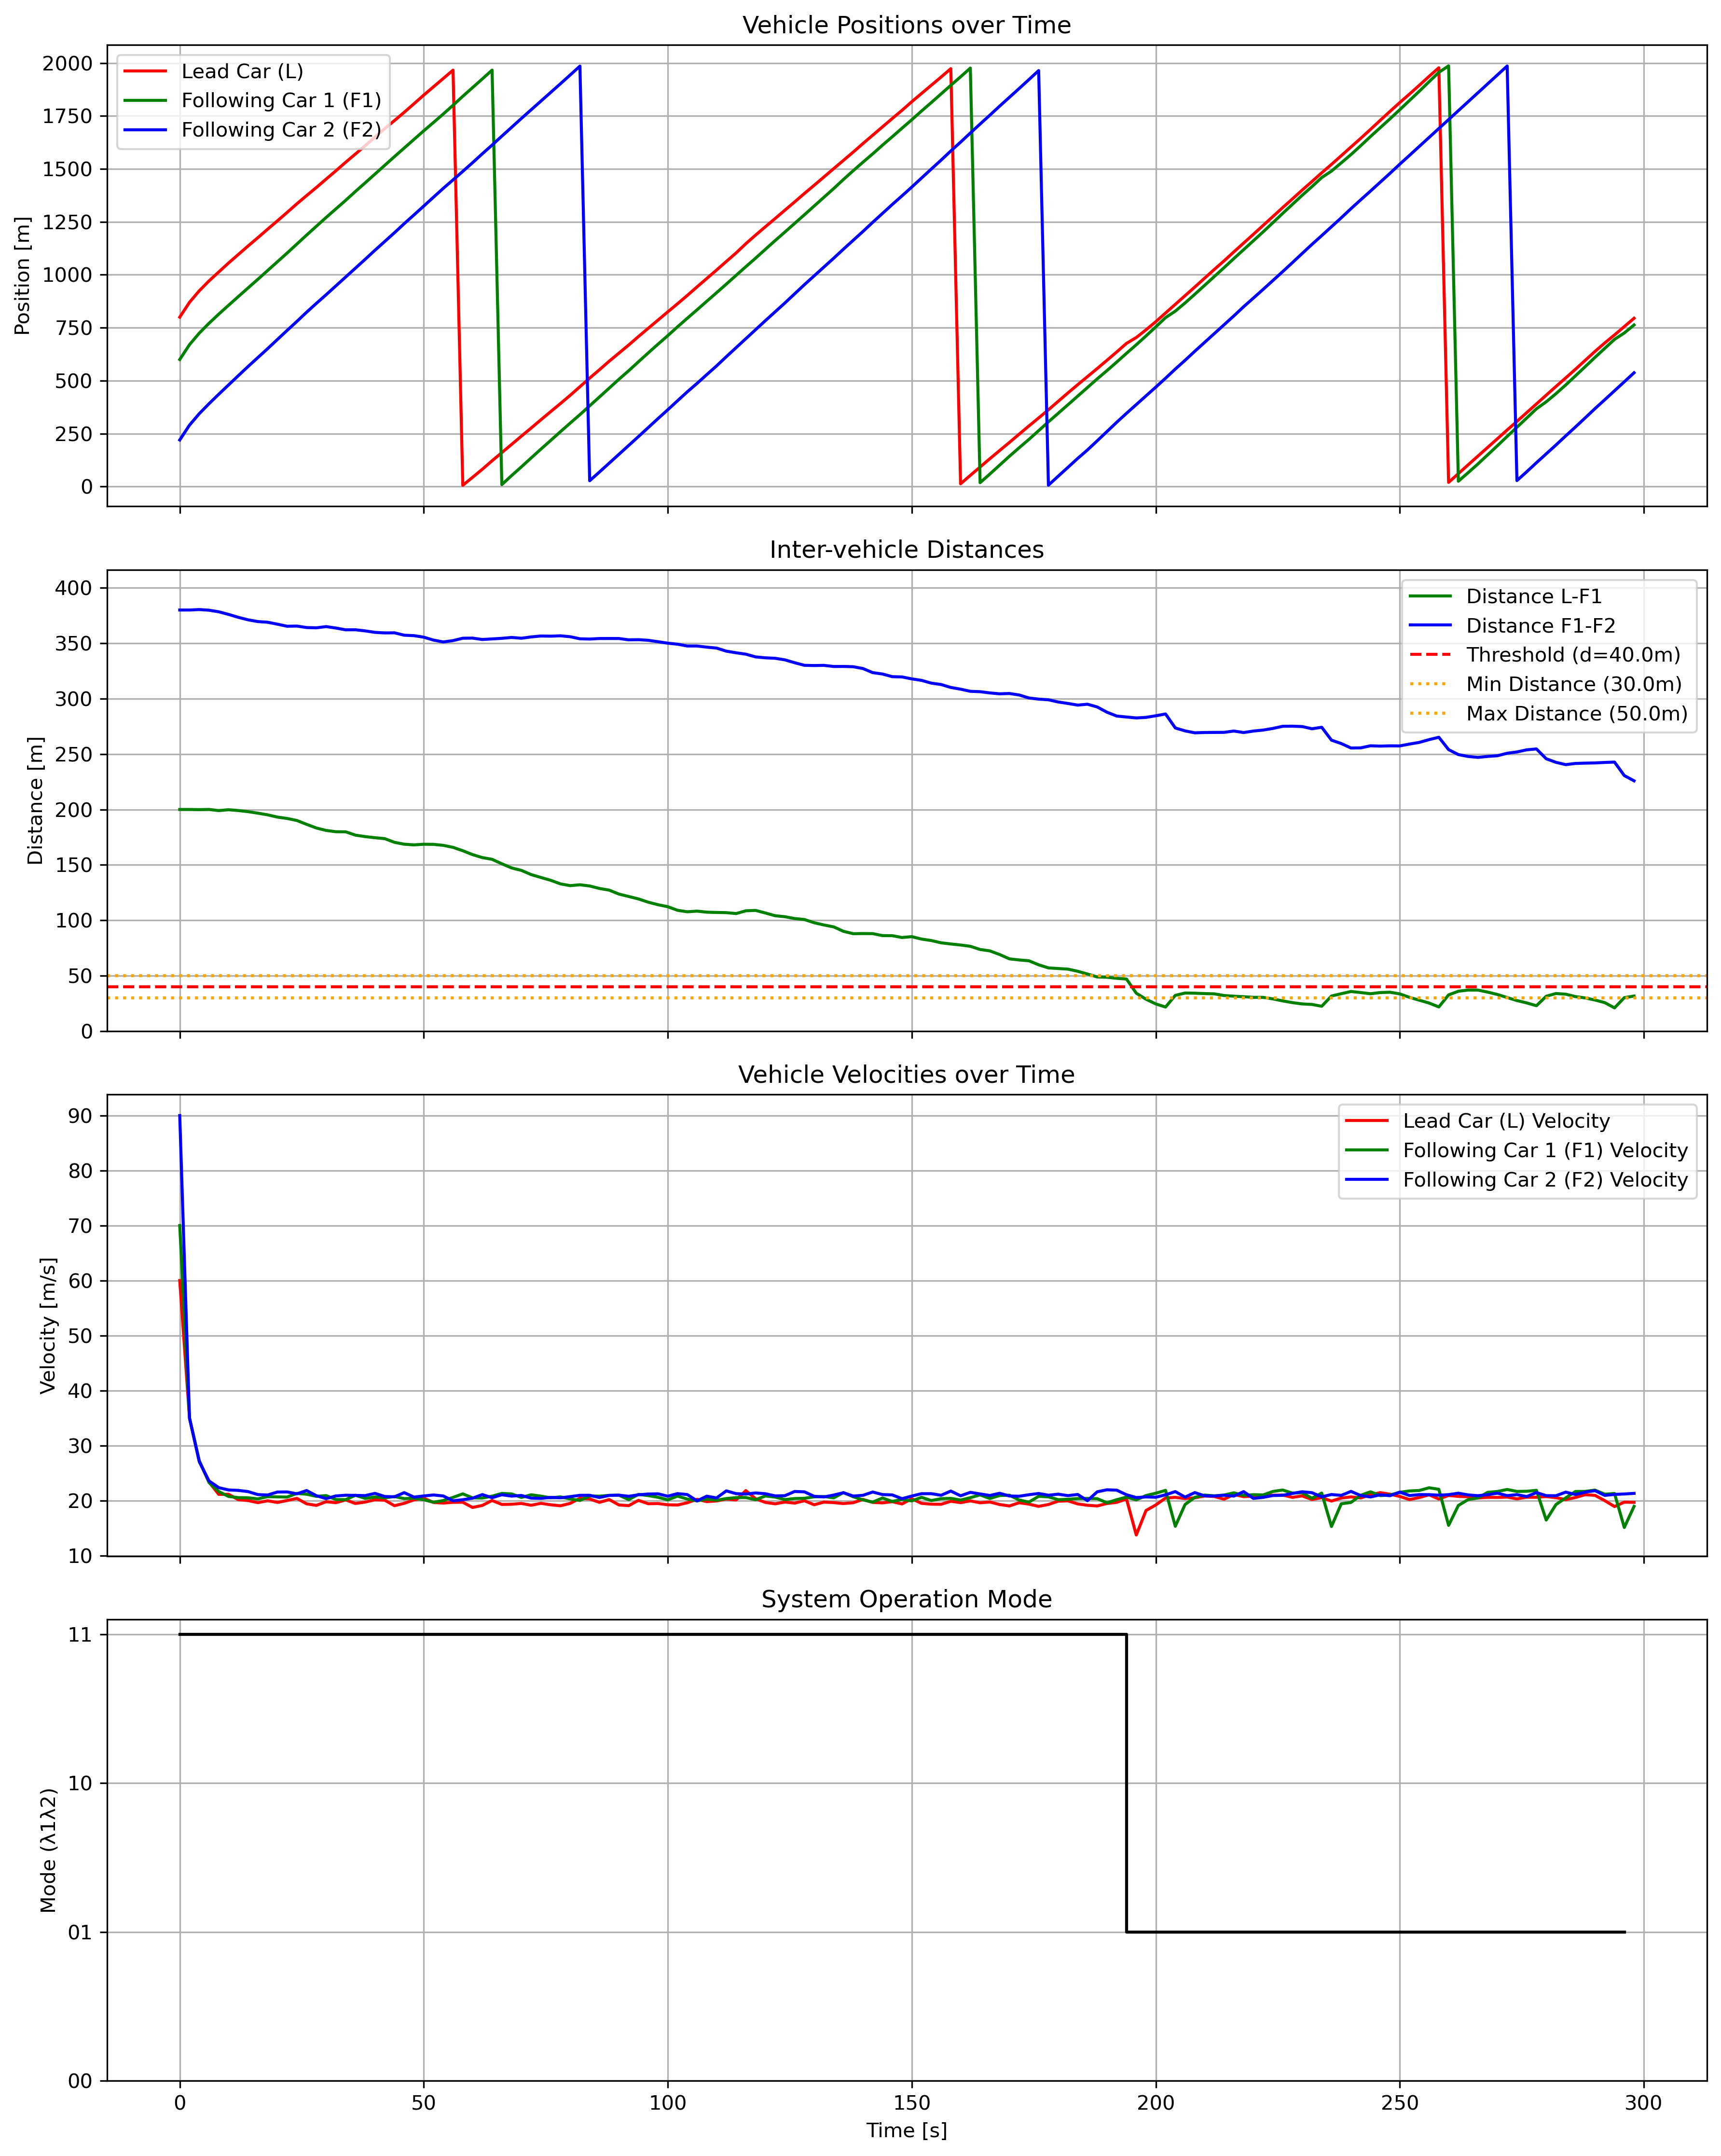 Vehicle Positions over Time
Position [m]
2000
1750
1500
1250
1000
750
500
250
0
Lead Car (L)
Following Car 1 (F1)
Following Car 2 (F2)
Inter-vehicle Distances
Distance [m]
400
350
300
250
200
150
100
50
0
Distance L-F1
Distance F1-F2
Threshold (d=40.0m)
Min Distance (30.0m)
Max Distance (50.0m)
Vehicle Velocities over Time
Velocity [m/s]
90
80
70
60
50
40
30
20
10
Lead Car (L) Velocity
Following Car 1 (F1) Velocity
Following Car 2 (F2) Velocity
System Operation Mode
Mode (λ1λ2)
11
10
01
00
0 50 100 150 200 250 300
Time [s]